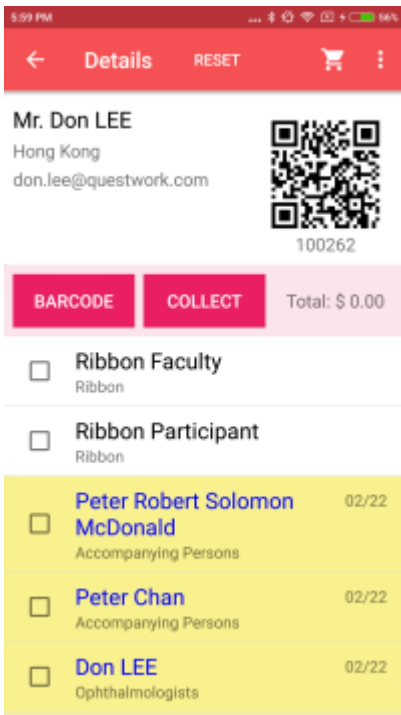 5:59 PM ... 56%
Details RESET
Mr. Don LEE
Hong Kong
don.lee@questwork.com
100262
BARCODE COLLECT Total: $ 0.00
Ribbon Faculty
Ribbon
Ribbon Participant
Ribbon
Peter Robert Solomon 02/22
McDonald
Accompanying Persons
Peter Chan 02/22
Accompanying Persons
Don LEE 02/22
Ophthalmologists